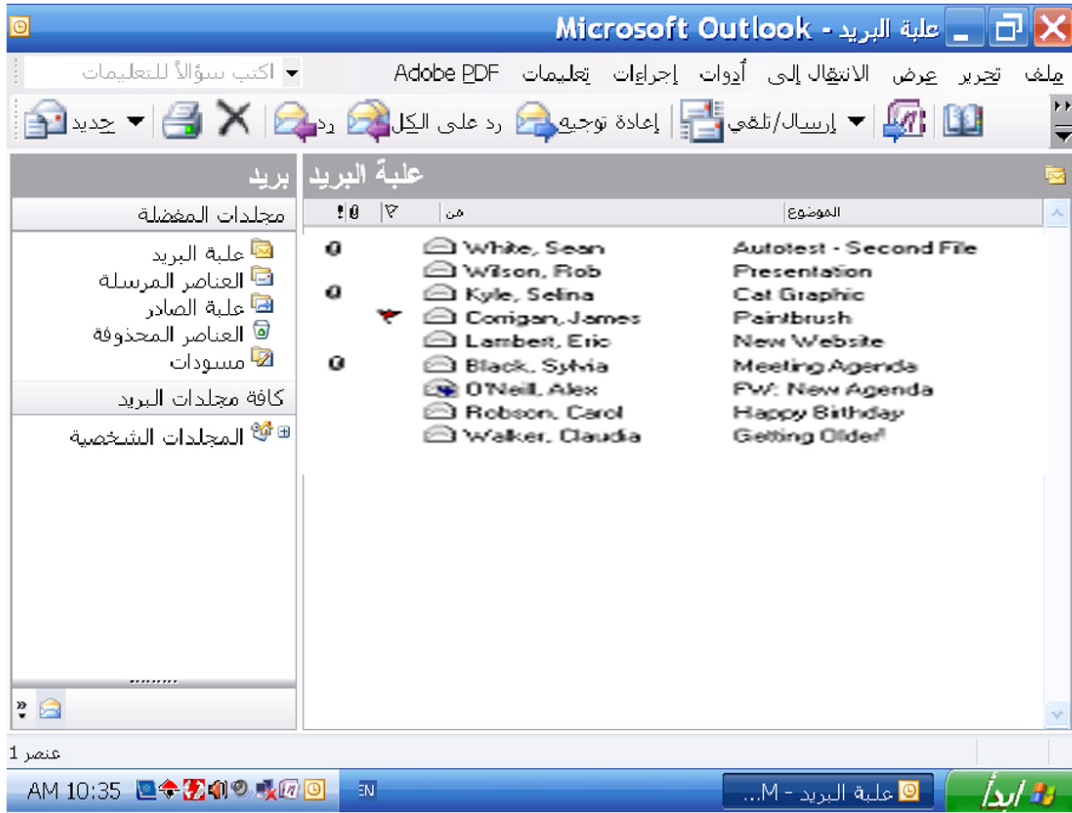 علبة البريد - Microsoft Outlook
ملف تحرير عرض الانتقال إلى أدوات إجراءات تعليمات Adobe PDF اكتب سؤالاً للتعليمات
جديد رد رد على الكل إعادة توجيه إرسال/تلقي
بريد
علبة البريد
مجلدات المفضلة
! من الموضوع
علبة البريد
العناصر المرسلة
علبة الصادر
العناصر المحذوفة
مسودات
كافة مجلدات البريد
المجلدات الشخصية
White, Sean Autotest - Second File
Wilson, Rob Presentation
Kyle, Selina Cat Graphic
Corrigan, James Paintbrush
Lambert, Eric New Website
Black, Sylvia Meeting Agenda
O'Neill, Alex FW: New Agenda
Robson, Carol Happy Birthday
Walker, Claudia Getting Older!
عنصر 1
ابدأ علبة البريد - M... EN AM 10:35